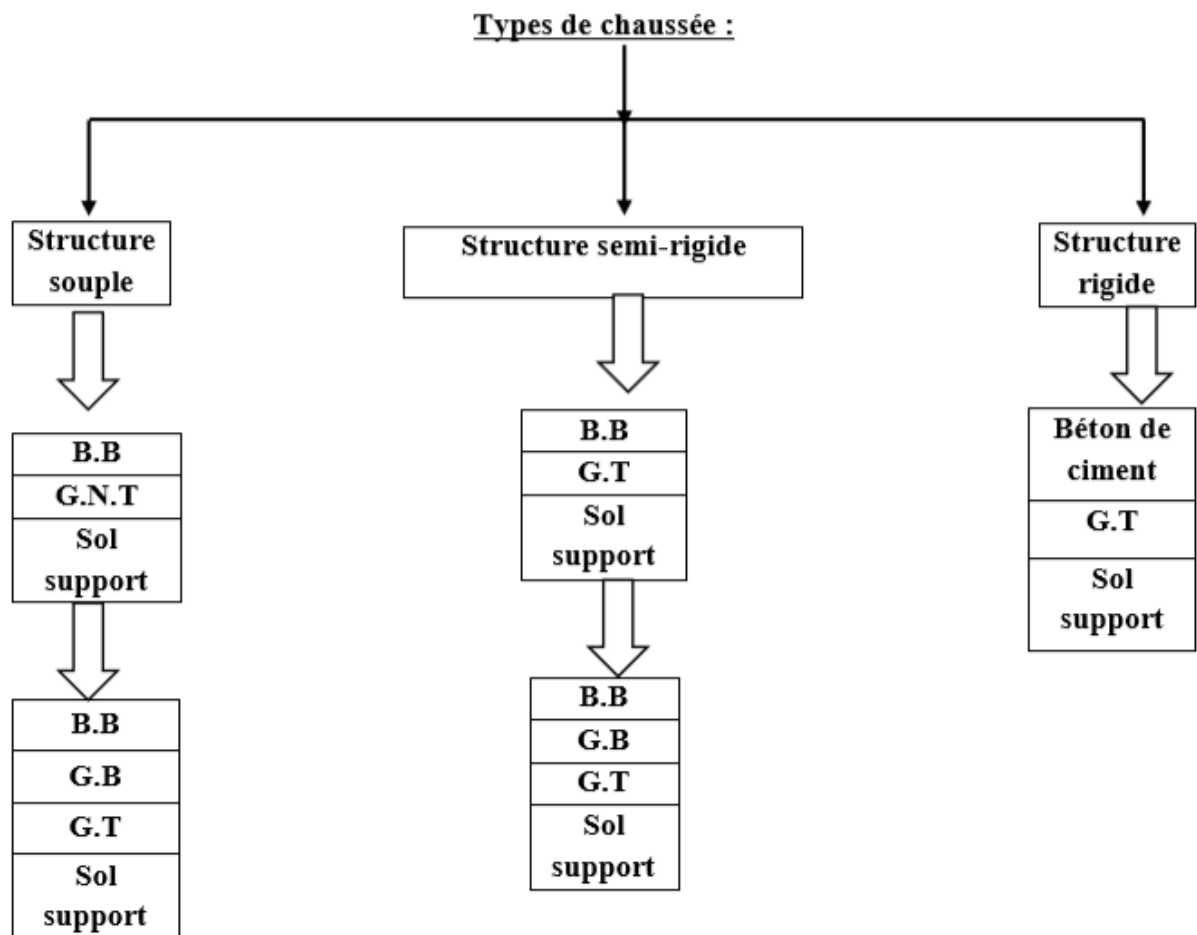 Types de chaussée :
Structure
souple
Structure semi-rigide
Structure
rigide
B.B
G.N.T
Sol
support
B.B
G.B
G.T
Sol
support
B.B
G.T
Sol
support
B.B
G.B
G.T
Sol
support
Béton de
ciment
G.T
Sol
support